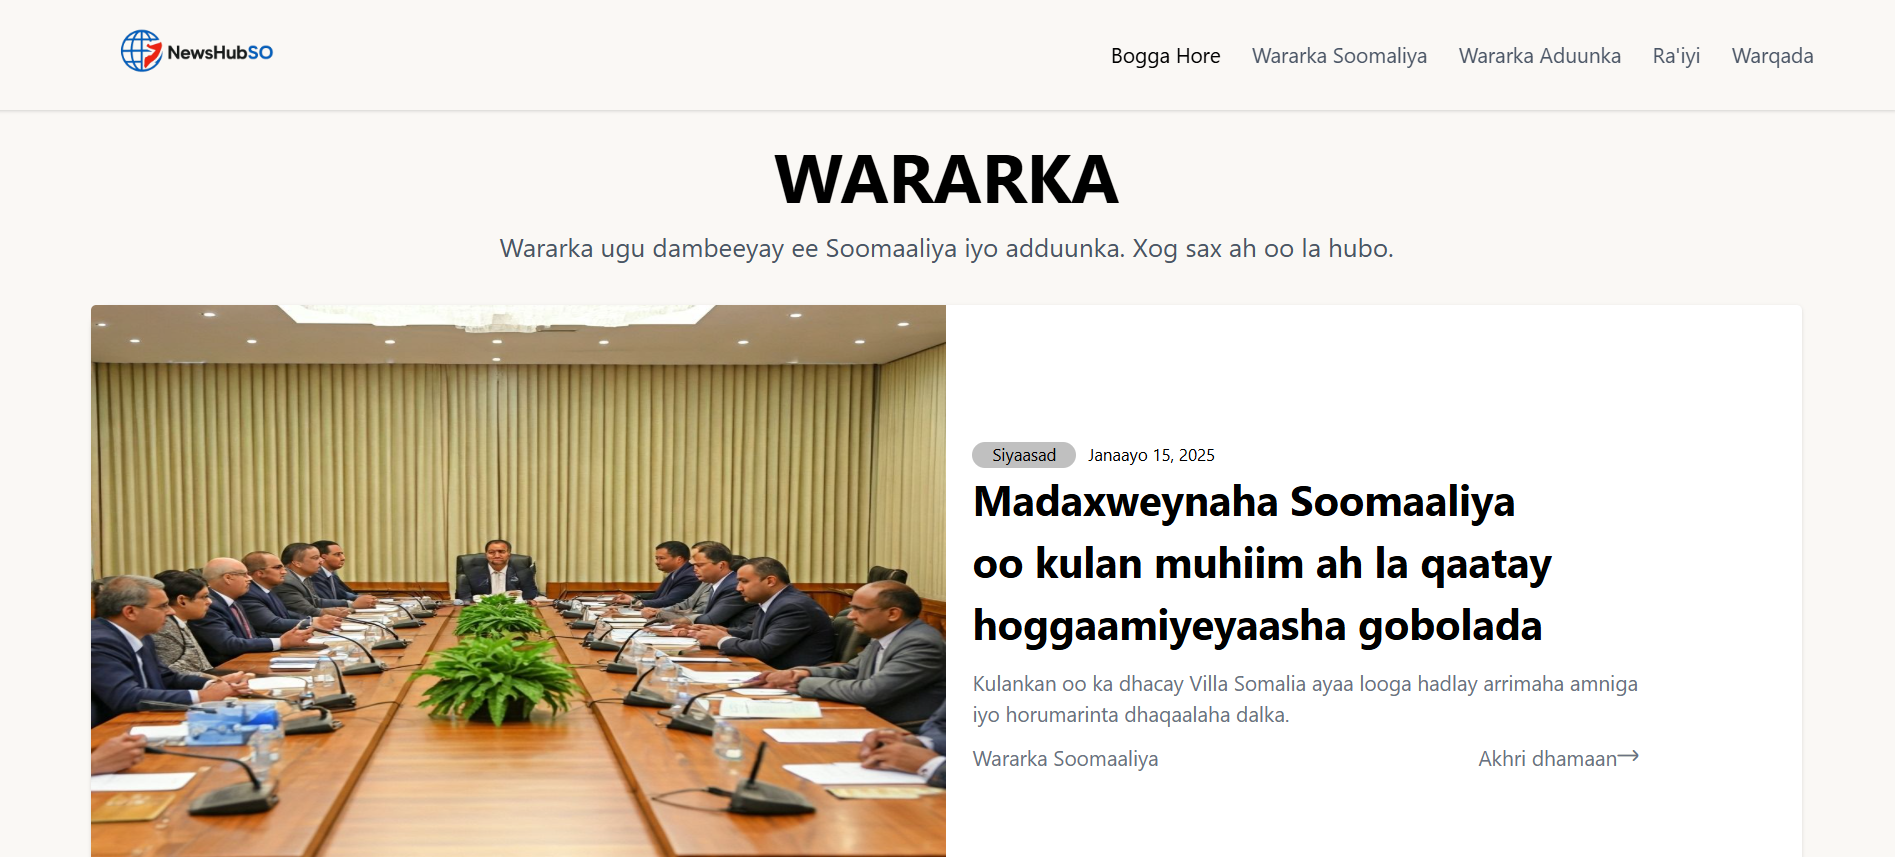 NewsHubSO
Bogga Hore Wararka Soomaliya Wararka Aduunka Ra'iyi Warqada
WARARKA
Wararka ugu dambeeyay ee Soomaaliya iyo adduunka. Xog sax ah oo la hubo.
Siyaasad Janaayo 15, 2025
Madaxweynaha Soomaaliya
oo kulan muhiim ah la qaatay
hoggaamiyeyaasha gobolada
Kulankan oo ka dhacay Villa Somalia ayaa looga hadlay arrimaha amniga
iyo horumarinta dhaqaalaha dalka.
Wararka Soomaaliya Akhri dhamaan→